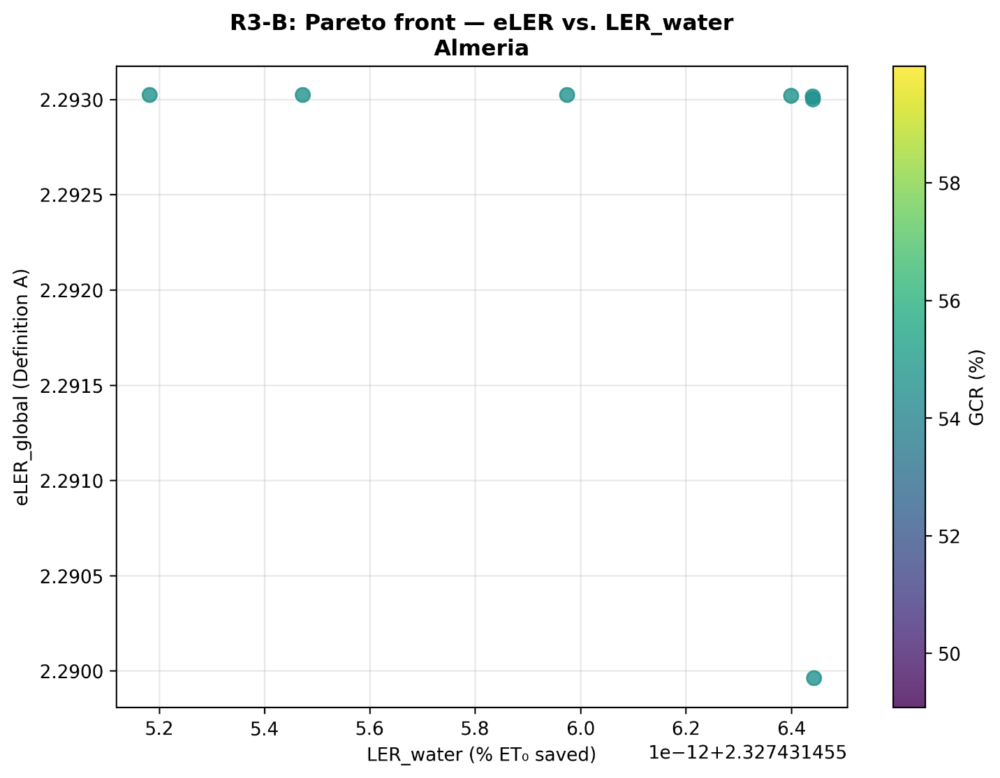 R3-B: Pareto front — eLER vs. LER_water
Almeria
eLER_global (Definition A)
2.2930
2.2925
2.2920
2.2915
2.2910
2.2905
2.2900
5.2 5.4 5.6 5.8 6.0 6.2 6.4
LER_water (% ET₀ saved)
1e−12+2.327431455
58
56
54
52
50
GCR (%)